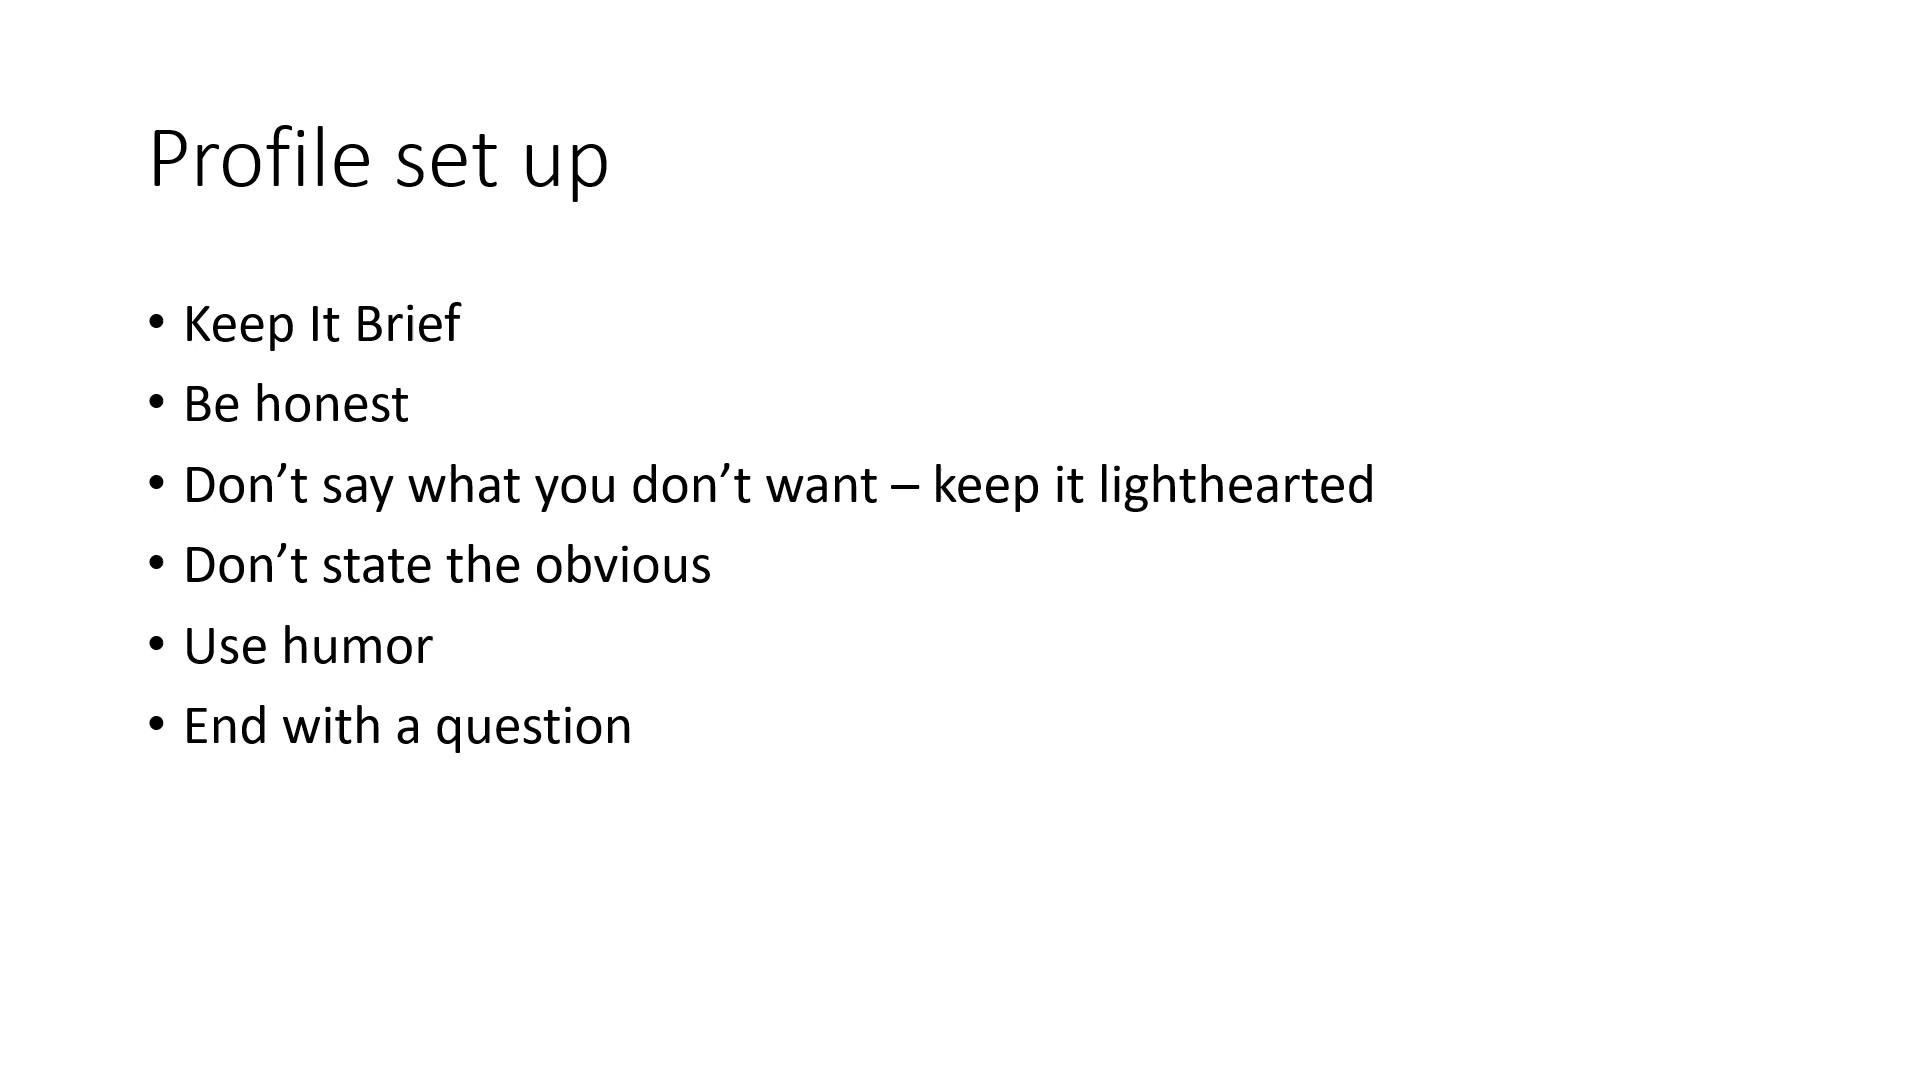 Profile set up
• Keep It Brief
• Be honest
• Don’t say what you don’t want – keep it lighthearted
• Don’t state the obvious
• Use humor
• End with a question